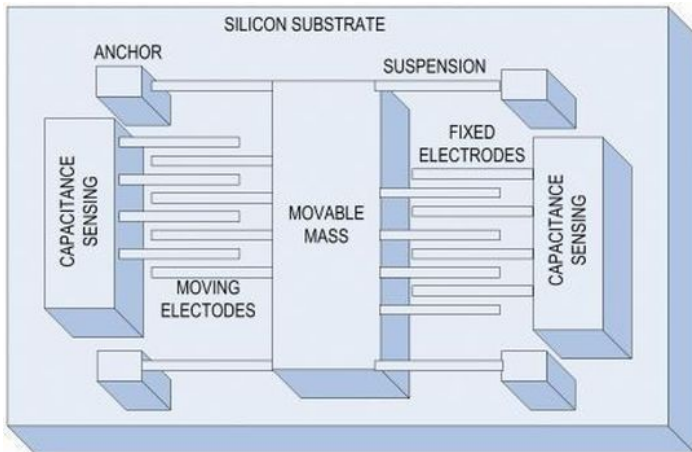 SILICON SUBSTRATE
ANCHOR
SUSPENSION
FIXED
ELECTRODES
CAPACITANCE
SENSING
MOVABLE
MASS
CAPACITANCE
SENSING
MOVING
ELECTODES